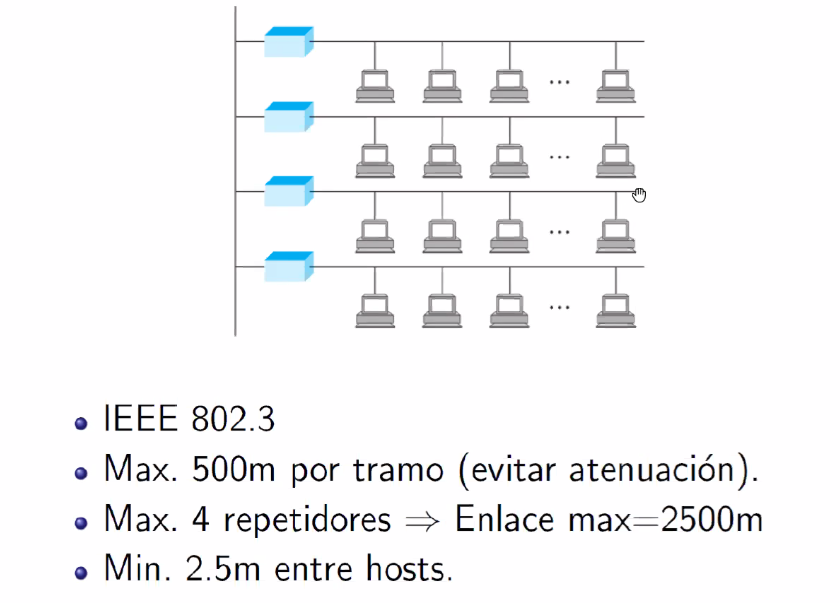 IEEE 802.3
Max. 500m por tramo (evitar atenuación).
Max. 4 repetidores ⇒ Enlace max=2500m
Min. 2.5m entre hosts.